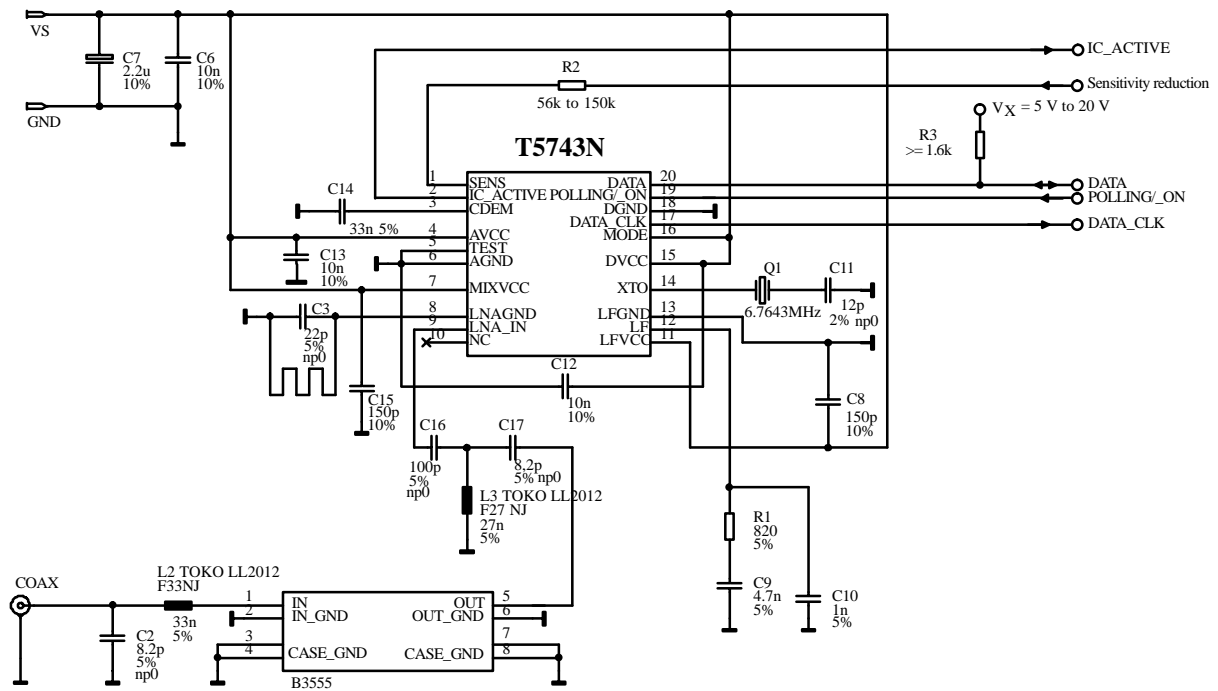 VS
C7
2.2u
10%
C6
10n
10%
GND
IC_ACTIVE
R2
56k to 150k
Sensitivity reduction
VX = 5 V to 20 V
R3
>= 1.6k
T5743N
1 SENS
2 IC_ACTIVE
3 CDEM
4 AVCC
5 TEST
6 AGND
7 MIXVCC
8 LNAGND
9 LNA_IN
10 NC
DATA 20
POLLING/_ON 19
DGND 18
DATA_CLK 17
MODE 16
DVCC 15
XTO 14
LFGND 13
LF 12
LFVCC 11
DATA
POLLING/_ON
DATA_CLK
C14
33n 5%
C13
10n
10%
Q1
6.7643MHz
C11
12p
2% np0
C3
22p
5%
np0
C15
150p
10%
C12
10n
10%
C8
150p
10%
C16
100p
5%
np0
C17
8,2p
5% np0
L3 TOKO LL2012
F27 NJ
27n
5%
R1
820
5%
C9
4.7n
5%
C10
1n
5%
COAX
L2 TOKO LL2012
F33NJ
33n
5%
C2
8.2p
5%
np0
1 IN
2 IN_GND
3
4 CASE_GND
OUT 5
OUT_GND 6
7
CASE_GND 8
B3555